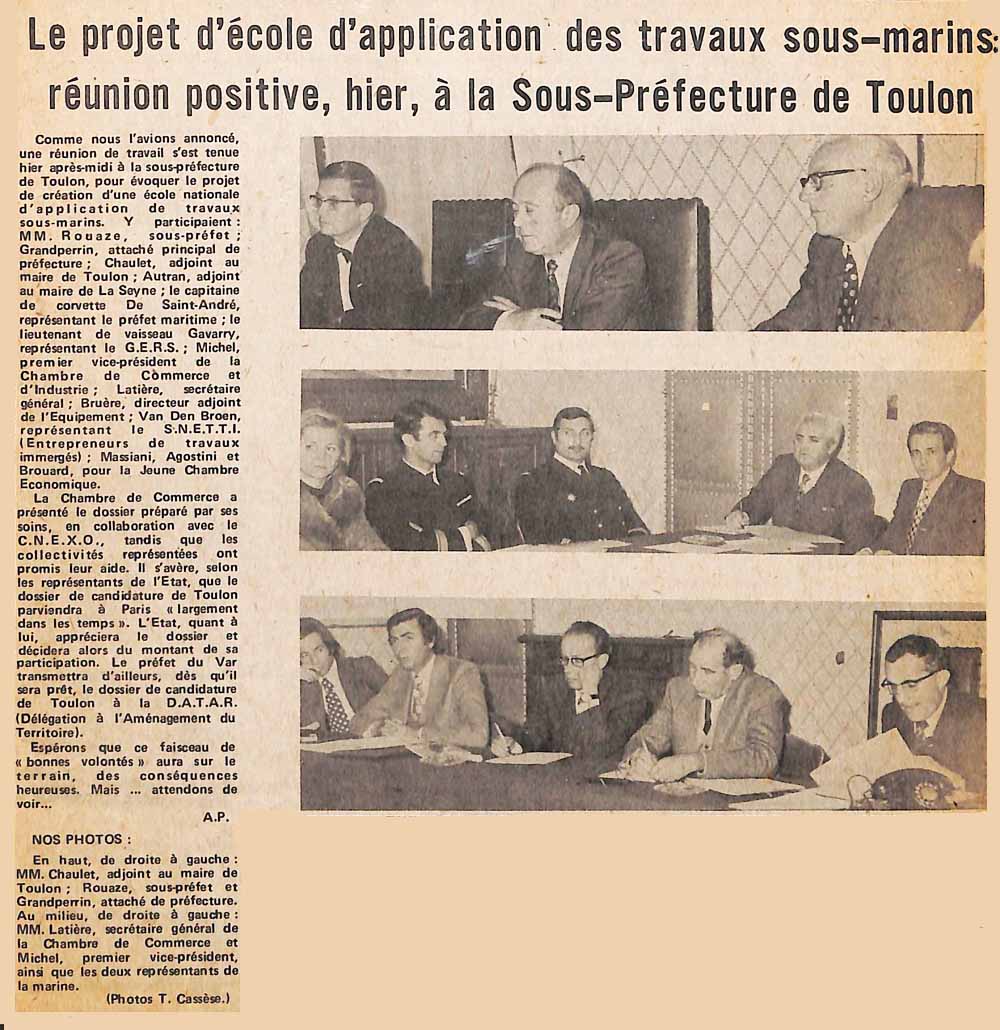 Le projet d'école d'application des travaux sous-marins:
réunion positive, hier, à la Sous-Préfecture de Toulon
Comme nous l'avions annoncé,
une réunion de travail s'est tenue
hier après-midi à la sous-préfecture
de Toulon, pour évoquer le projet
de création d'une école nationale
d'application de travaux
sous-marins. Y participaient :
MM. Rouaze, sous-préfet ;
Grandperrin, attaché principal de
préfecture ; Chaulet, adjoint au
maire de Toulon ; Autran, adjoint
au maire de La Seyne ; le capitaine
de corvette De Saint-André,
représentant le préfet maritime ; le
lieutenant de vaisseau Gavarry,
représentant le G.E.R.S. ; Michel,
premier vice-président de la
Chambre de Commerce et
d'Industrie ; Latière, secrétaire
général ; Bruère, directeur adjoint
de l'Equipement ; Van Den Broen,
représentant le S.N.E.T.T.I.
(Entrepreneurs de travaux
immergés) ; Massiani, Agostini et
Brouard, pour la Jeune Chambre
Economique.
La Chambre de Commerce a
présenté le dossier préparé par ses
soins, en collaboration avec le
C.N.E.X.O., tandis que les
collectivités représentées ont
promis leur aide. Il s'avère, selon
les représentants de l'Etat, que le
dossier de candidature de Toulon
parviendra à Paris « largement
dans les temps ». L'Etat, quant à
lui, appréciera le dossier et
décidera alors du montant de sa
participation. Le préfet du Var
transmettra d'ailleurs, dès qu'il
sera prêt, le dossier de candidature
de Toulon à la D.A.T.A.R.
(Délégation à l'Aménagement du
Territoire).
Espérons que ce faisceau de
« bonnes volontés » aura sur le
terrain, des conséquences
heureuses. Mais ... attendons de
voir...
A.P.
NOS PHOTOS :
En haut, de droite à gauche :
MM. Chaulet, adjoint au maire de
Toulon ; Rouaze, sous-préfet et
Grandperrin, attaché de préfecture.
Au milieu, de droite à gauche :
MM. Latière, secrétaire général de
la Chambre de Commerce et
Michel, premier vice-président,
ainsi que les deux représentants de
la marine.
(Photos T. Cassèse.)